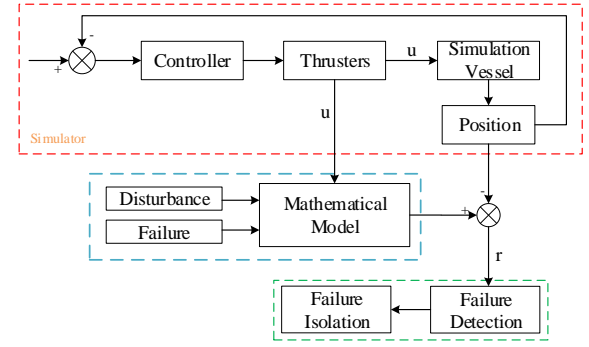 -
+
Controller
Thrusters
u
Simulation
Vessel
Simulator
u
Position
Disturbance
Failure
Mathematical
Model
-
+
r
Failure
Isolation
Failure
Detection